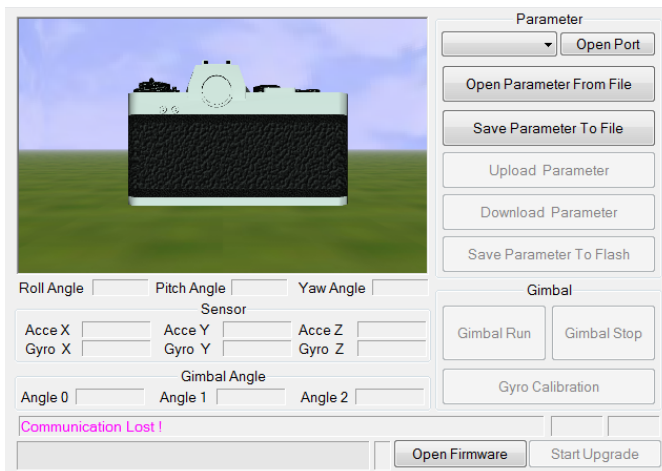 Parameter
Open Port
Open Parameter From File
Save Parameter To File
Upload Parameter
Download Parameter
Save Parameter To Flash
Roll Angle Pitch Angle Yaw Angle
Sensor
Acce X Acce Y Acce Z
Gyro X Gyro Y Gyro Z
Gimbal Angle
Angle 0 Angle 1 Angle 2
Gimbal
Gimbal Run Gimbal Stop
Gyro Calibration
Communication Lost !
Open Firmware Start Upgrade